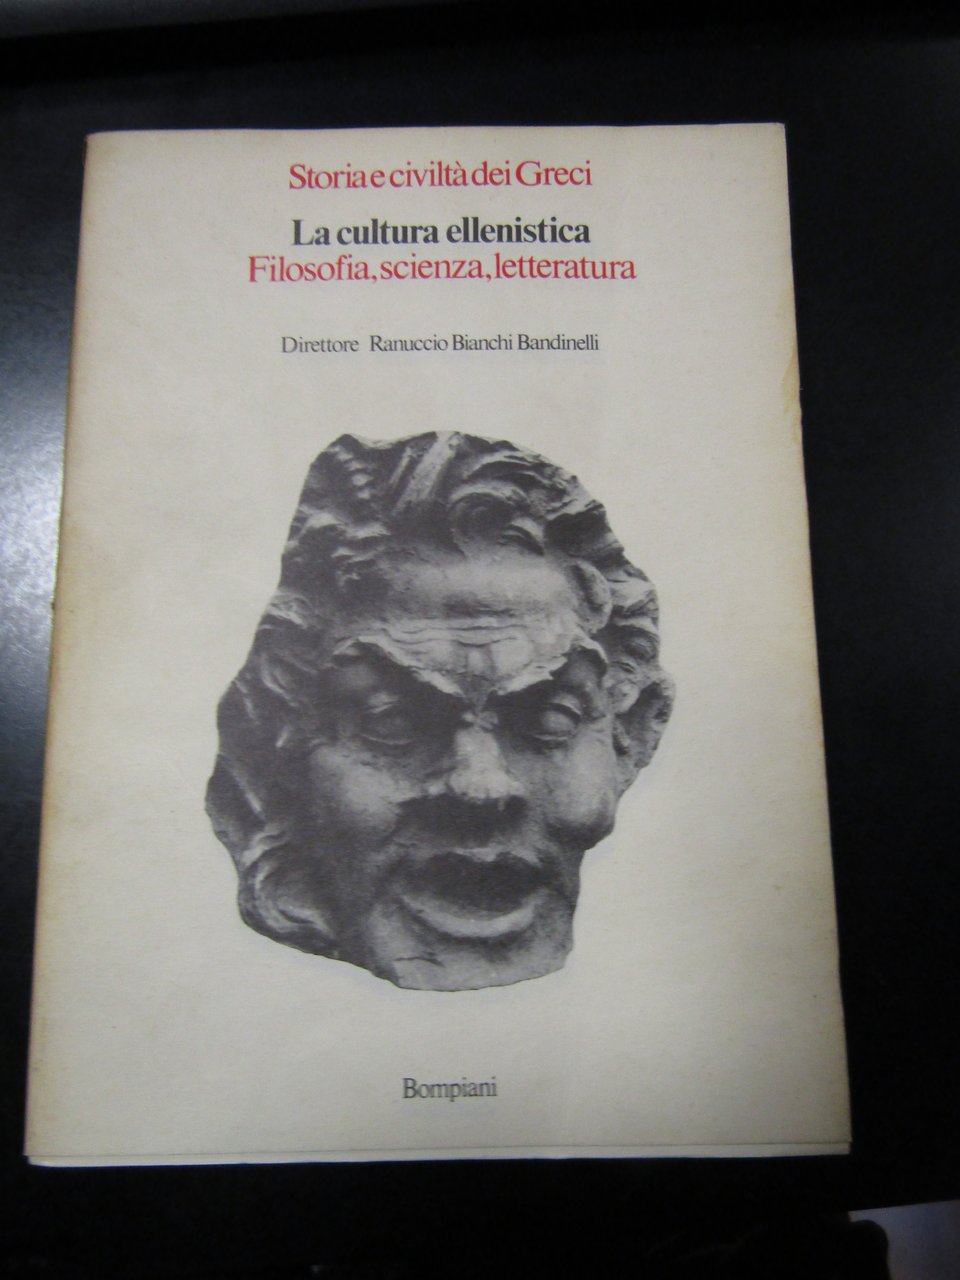 Storia e civiltà dei Greci
La cultura ellenistica
Filosofia, scienza, letteratura
Direttore Ranuccio Bianchi Bandinelli
Bompiani